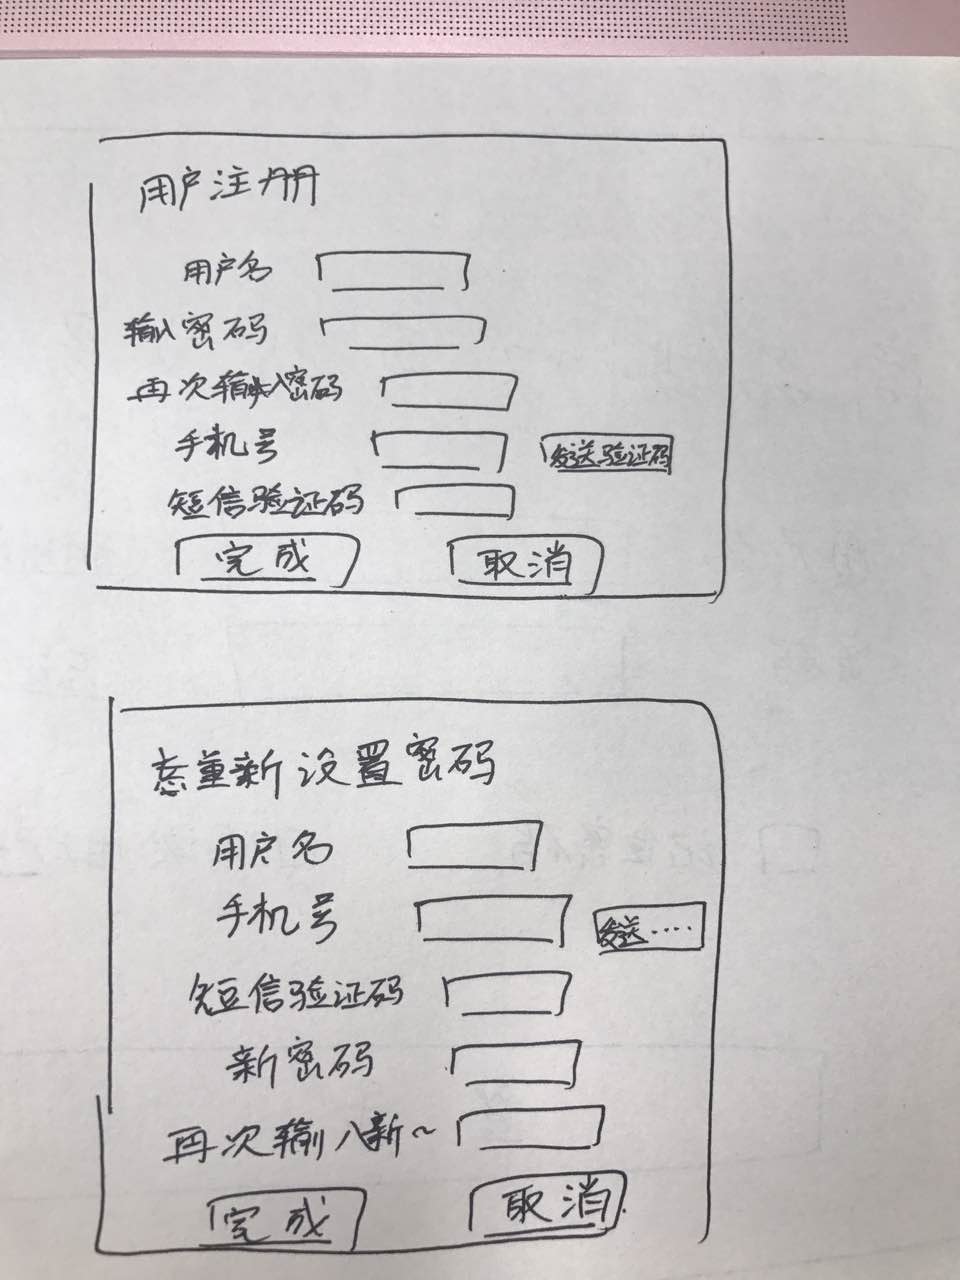 用户注册
用户名
输入密码
再次输入密码
手机号 发送验证码
短信验证码
完成 取消
重新设置密码
用户名
手机号 发送····
短信验证码
新密码
再次输入新~
完成 取消